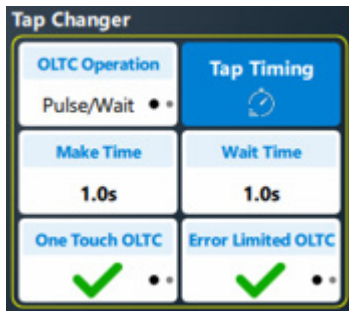 Tap Changer
OLTC Operation
Pulse/Wait
Tap Timing
Make Time
1.0s
Wait Time
1.0s
One Touch OLTC
Error Limited OLTC